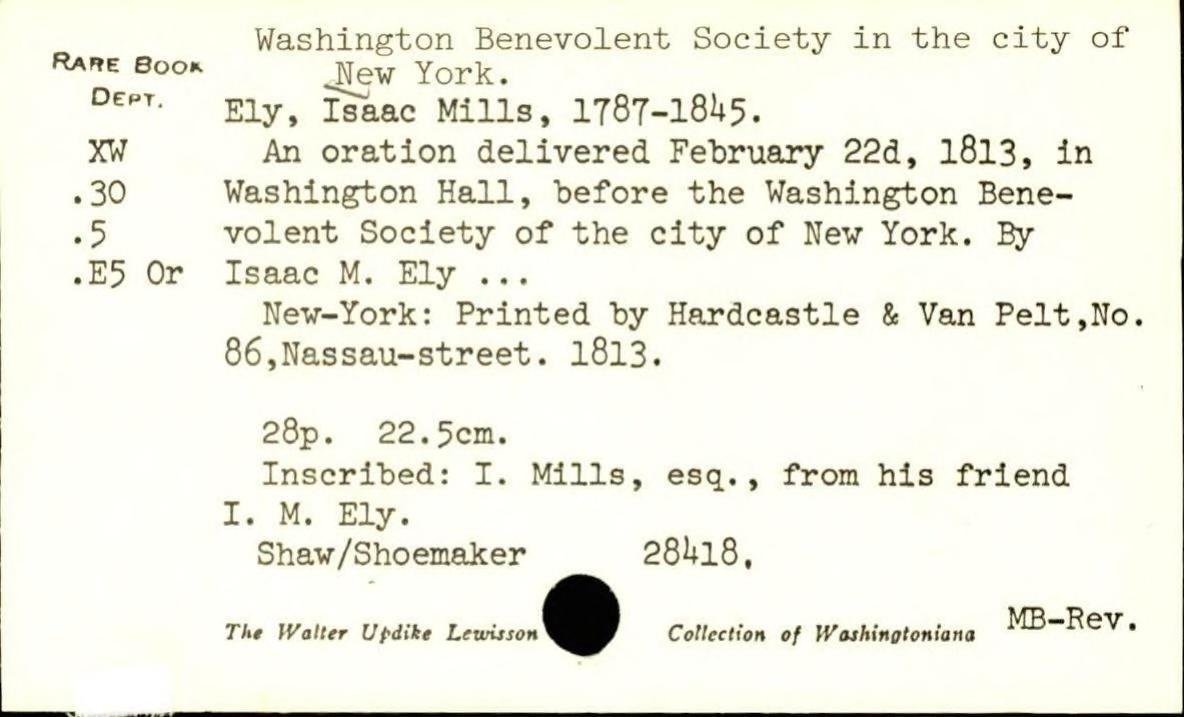 Washington Benevolent Society in the city of
RARE BOOK New York.
DEPT. Ely, Isaac Mills, 1787-1845.
XW An oration delivered February 22d, 1813, in
.30 Washington Hall, before the Washington Bene-
.5 volent Society of the city of New York. By
.E5 Or Isaac M. Ely ...
New-York: Printed by Hardcastle & Van Pelt,No.
86,Nassau-street. 1813.
28p. 22.5cm.
Inscribed: I. Mills, esq., from his friend
I. M. Ely.
Shaw/Shoemaker 28418.
The Walter Updike Lewisson Collection of Washingtoniana MB-Rev.